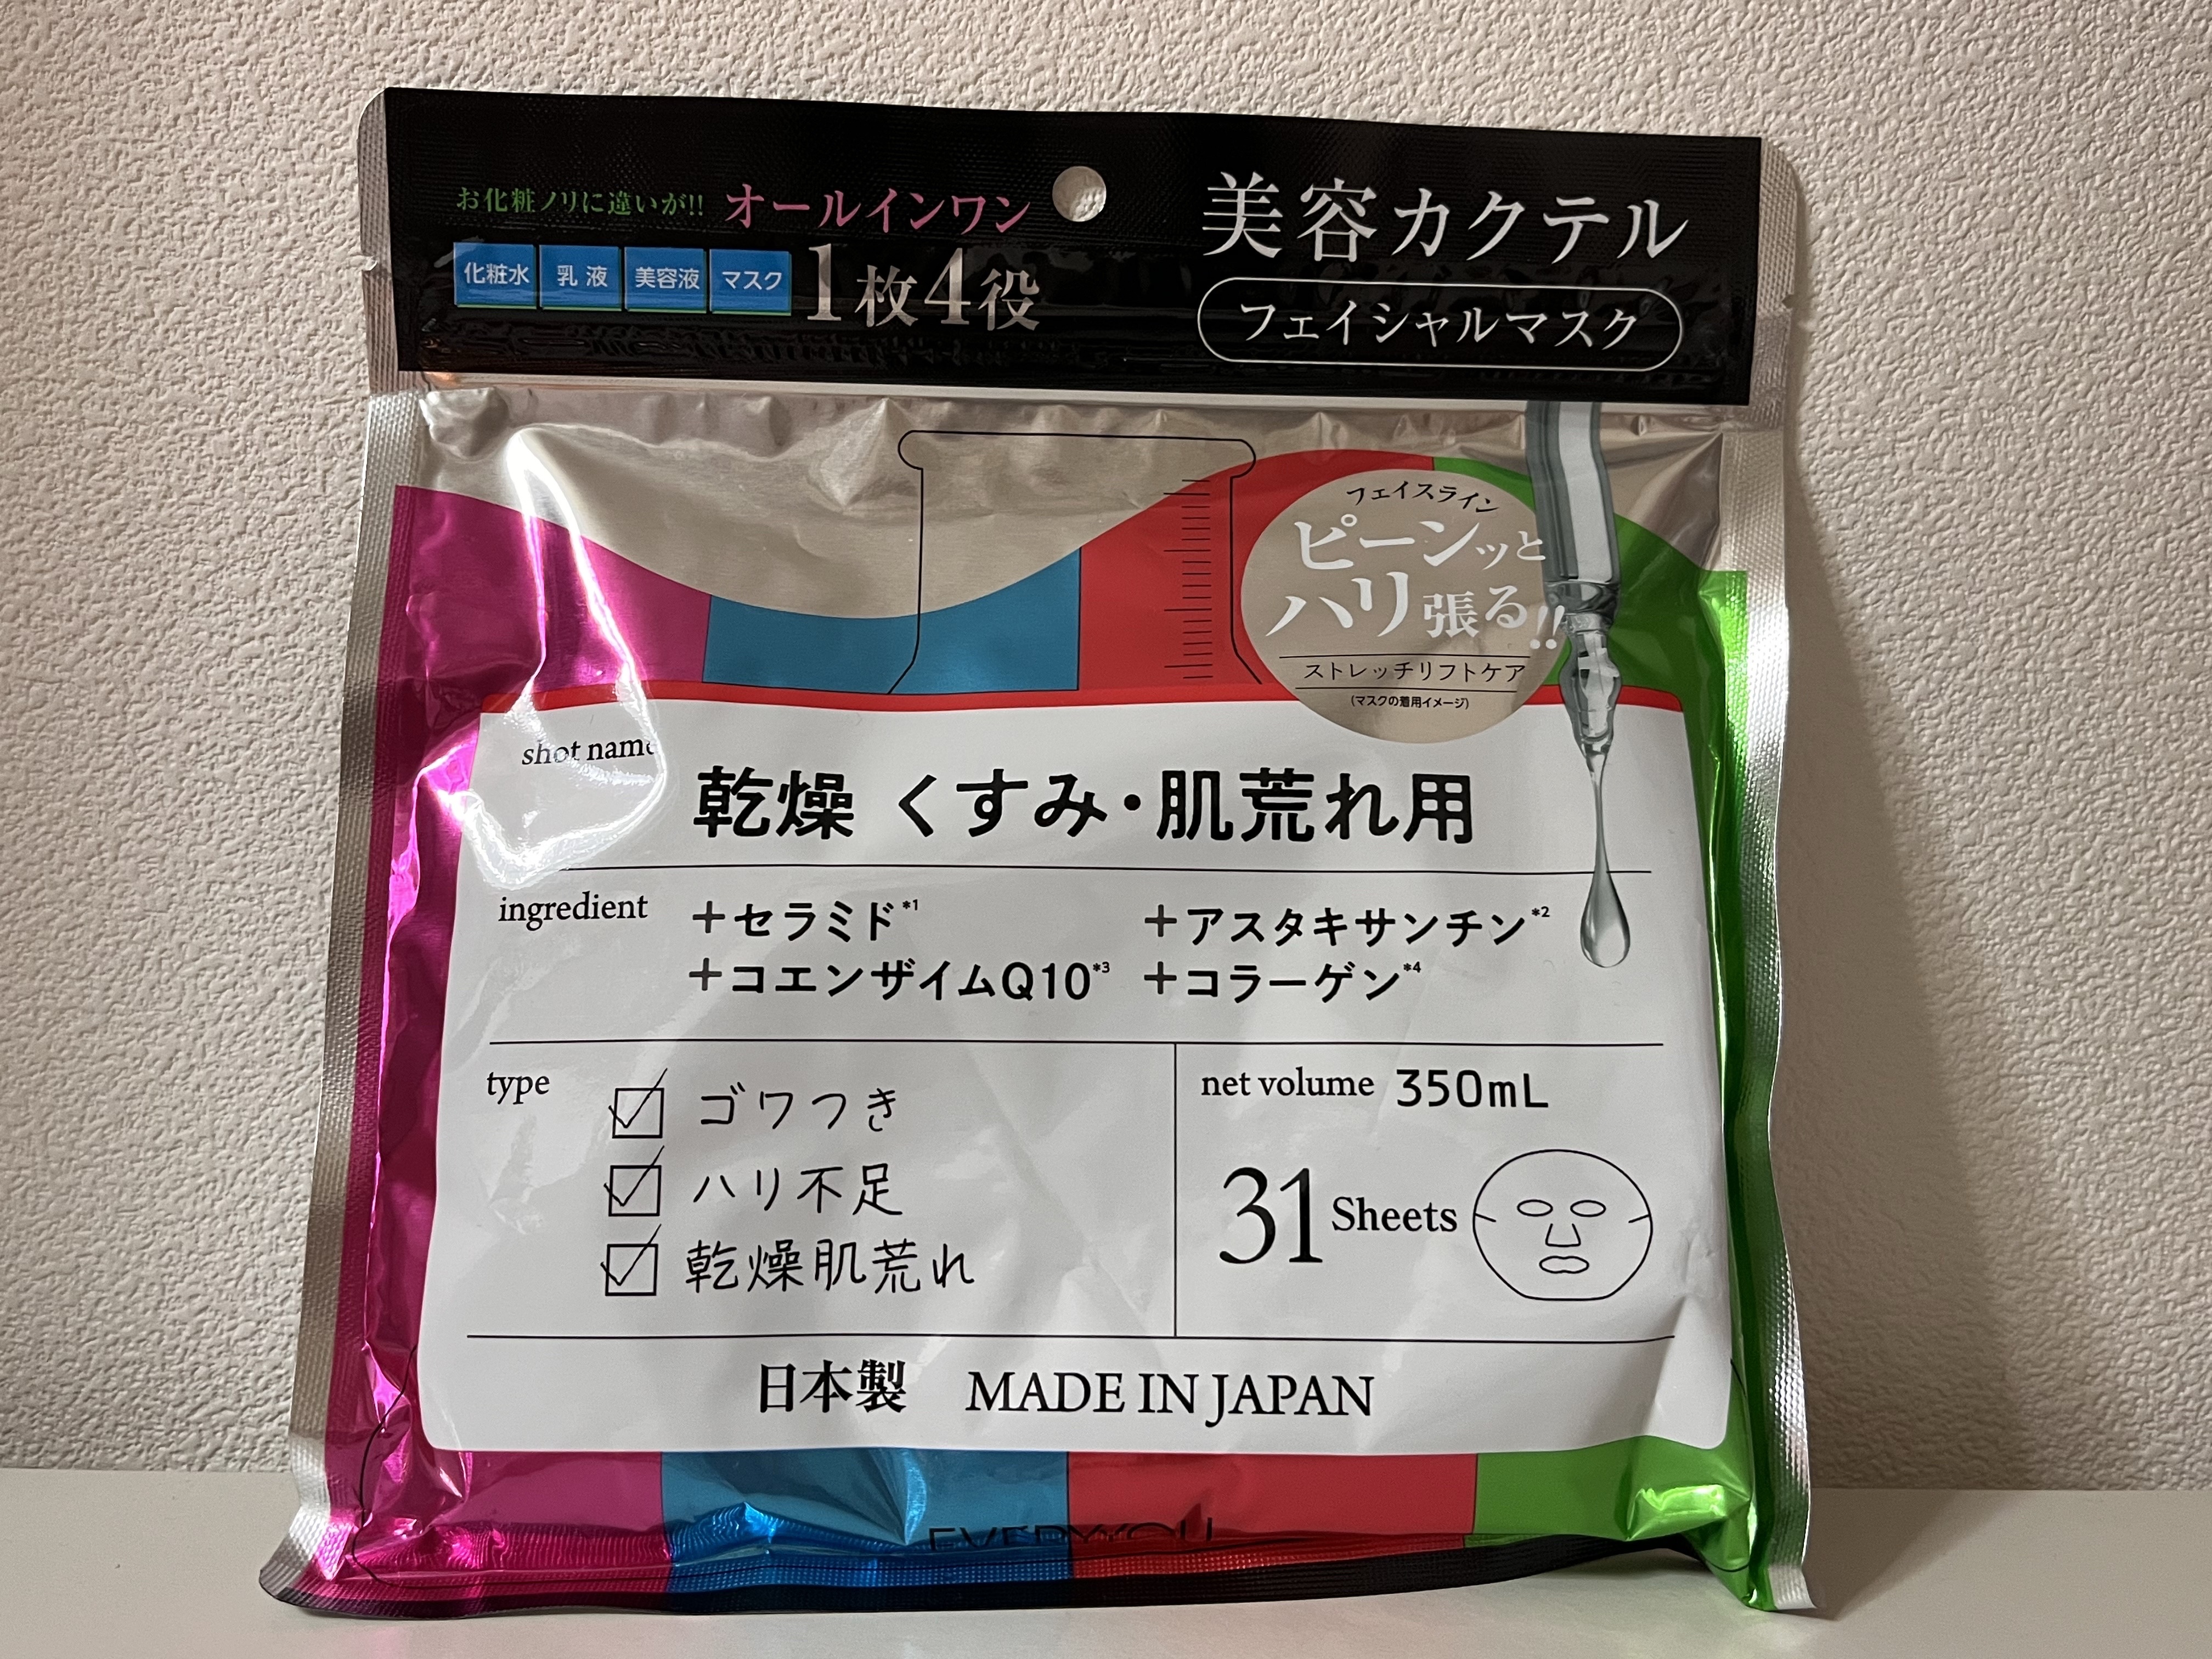 お化粧ノリに違いが!! オールインワン
化粧水 乳液 美容液 マスク 1枚4役
美容カクテル
フェイシャルマスク
フェイスライン
ピーンッと
ハリ張る!!
ストレッチリフトケア
(マスクの着用イメージ)
shot name
乾燥 くすみ・肌荒れ用
ingredient
+セラミド*1 +アスタキサンチン*2
+コエンザイムQ10*3 +コラーゲン*4
type
ゴワつき
ハリ不足
乾燥肌荒れ
net volume 350mL
31 Sheets
日本製 MADE IN JAPAN
EVERYYOU